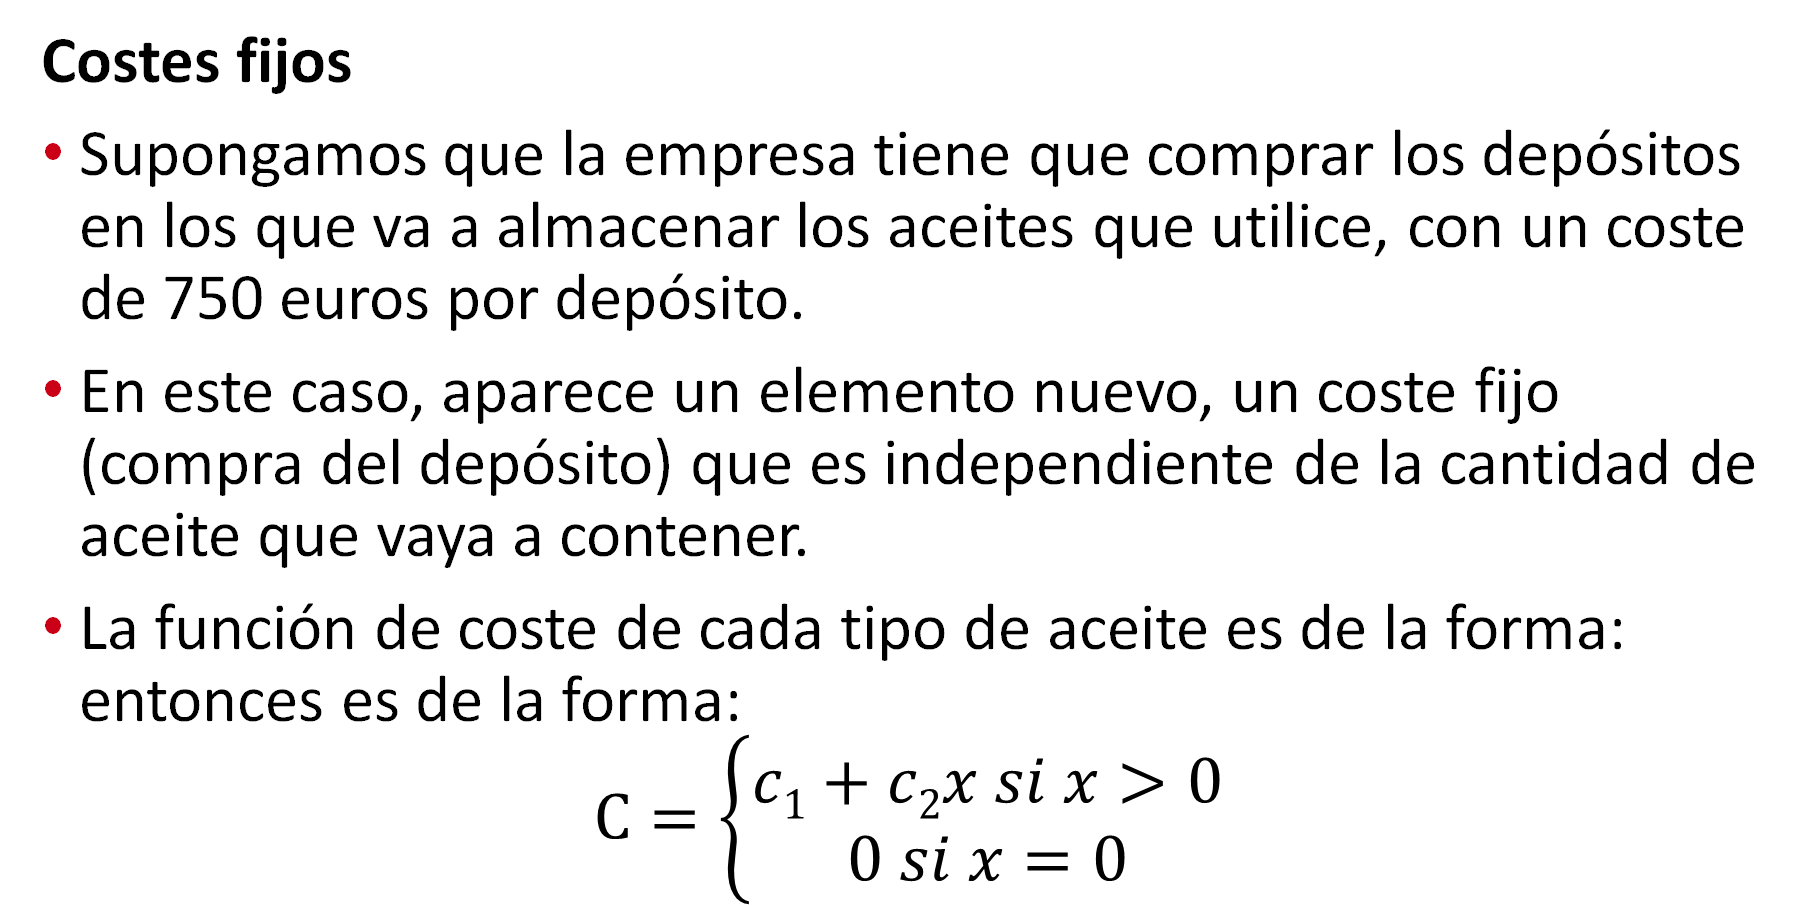 Costes fijos
• Supongamos que la empresa tiene que comprar los depósitos
en los que va a almacenar los aceites que utilice, con un coste
de 750 euros por depósito.
• En este caso, aparece un elemento nuevo, un coste fijo
(compra del depósito) que es independiente de la cantidad de
aceite que vaya a contener.
• La función de coste de cada tipo de aceite es de la forma:
entonces es de la forma:
C = { c₁ + c₂x si x > 0
0 si x = 0